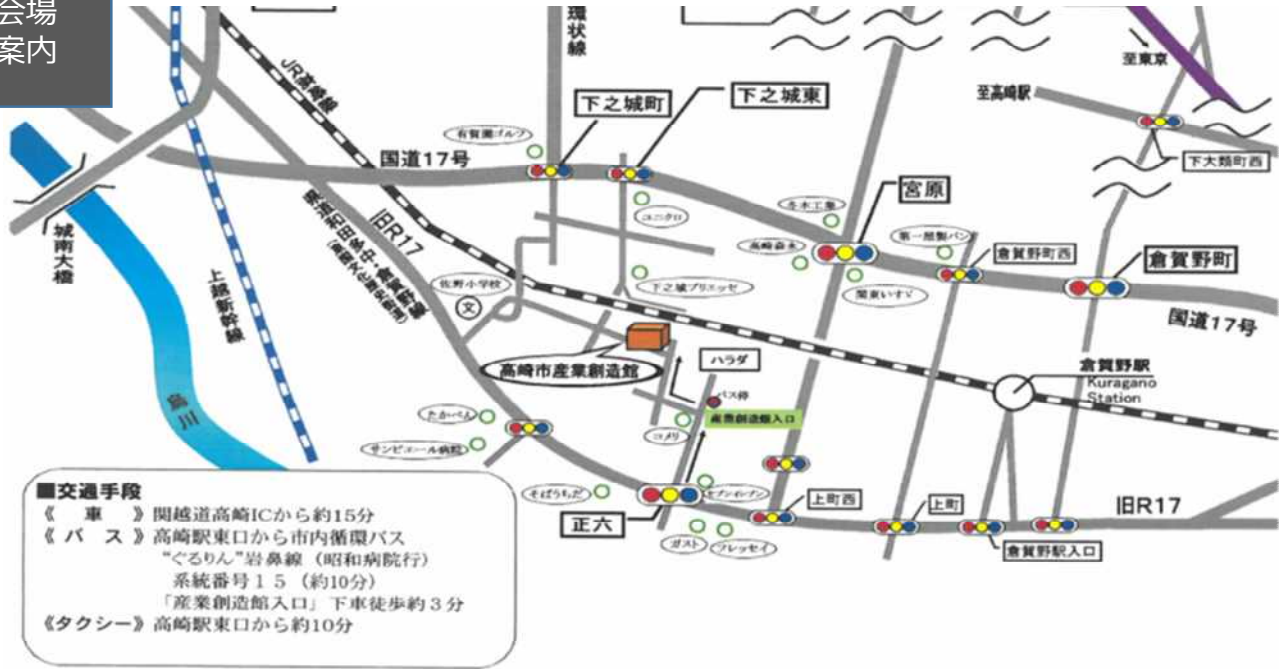 会場
案内
環状線
JR高崎線
至東京
至高崎駅
下之城町
下之城東
有賀園ゴルフ
国道17号
下大類町西
宮原
ユニクロ
冬木工業
高崎森永
第一屋製パン
倉賀野町西
倉賀野町
関東いすゞ
国道17号
城南大橋
上越新幹線
旧R17
県道和田多中・倉賀野線
佐野小学校
文
下之城プリエッセ
高崎市産業創造館
ハラダ
バス停
産業創造館入口
コメリ
倉賀野駅
Kuragano
Station
烏川
たかべん
サンピエール病院
そばうちだ
セブンイレブン
正六
ガスト
フレッセイ
上町西
上町
倉賀野駅入口
旧R17
■交通手段
《 車 》関越道高崎ICから約15分
《 バ ス 》高崎駅東口から市内循環バス
“ぐるりん”岩鼻線（昭和病院行）
系統番号１５（約10分）
「産業創造館入口」下車徒歩約３分
《タクシー》高崎駅東口から約10分